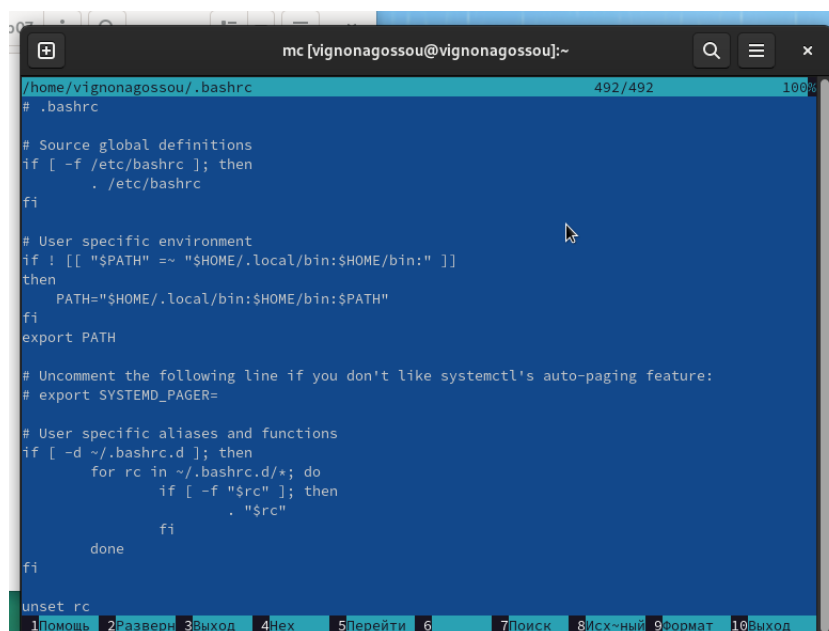 mc [vignonagossou@vignonagossou]:~
/home/vignonagossou/.bashrc 492/492 100%
# .bashrc
# Source global definitions
if [ -f /etc/bashrc ]; then
        . /etc/bashrc
fi
# User specific environment
if ! [[ "$PATH" =~ "$HOME/.local/bin:$HOME/bin:" ]]
then
    PATH="$HOME/.local/bin:$HOME/bin:$PATH"
fi
export PATH
# Uncomment the following line if you don't like systemctl's auto-paging feature:
# export SYSTEMD_PAGER=
# User specific aliases and functions
if [ -d ~/.bashrc.d ]; then
        for rc in ~/.bashrc.d/*; do
                if [ -f "$rc" ]; then
                        . "$rc"
                fi
        done
fi
unset rc
1Помощь 2Разверн 3Выход 4Hex 5Перейти 6 7Поиск 8Исх~ный 9Формат 10Выход